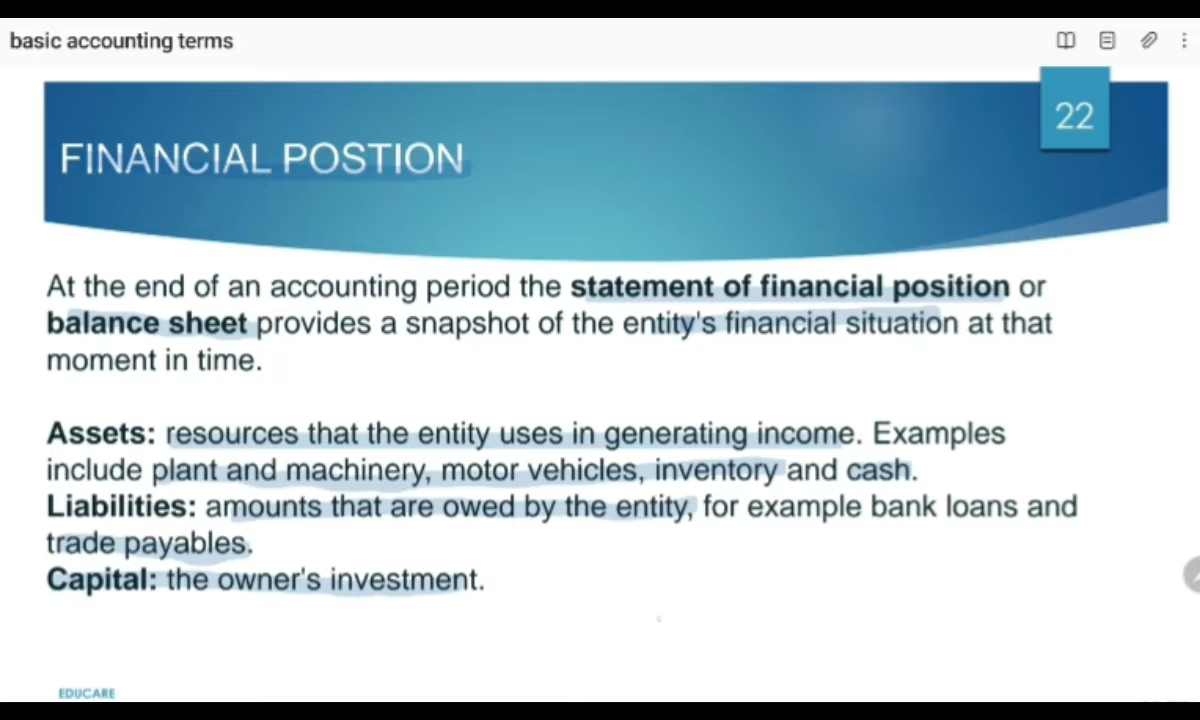 basic accounting terms
22
FINANCIAL POSTION
At the end of an accounting period the statement of financial position or
balance sheet provides a snapshot of the entity's financial situation at that
moment in time.
Assets: resources that the entity uses in generating income. Examples
include plant and machinery, motor vehicles, inventory and cash.
Liabilities: amounts that are owed by the entity, for example bank loans and
trade payables.
Capital: the owner's investment.
EDUCARE